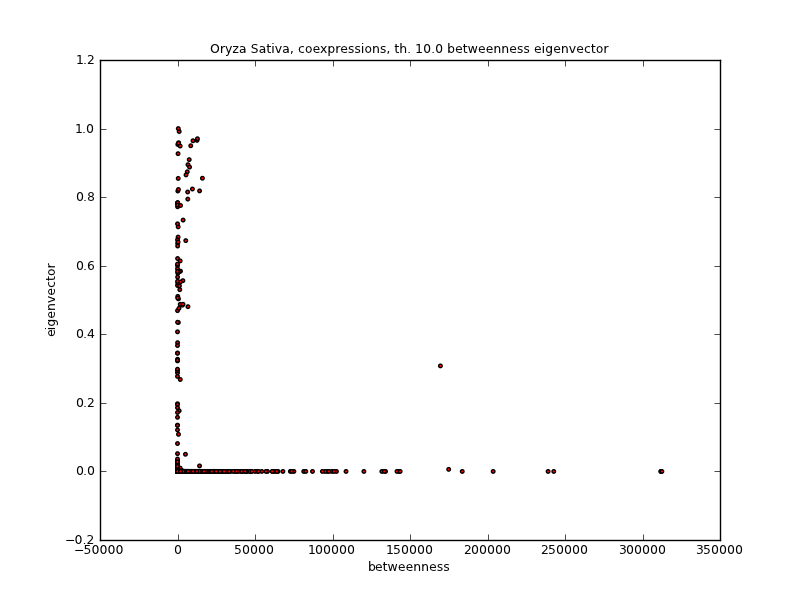 Oryza Sativa, coexpressions, th. 10.0 betweenness eigenvector
1.2
1.0
0.8
0.6
0.4
0.2
0.0
−0.2
eigenvector
−50000 0 50000 100000 150000 200000 250000 300000 350000
betweenness